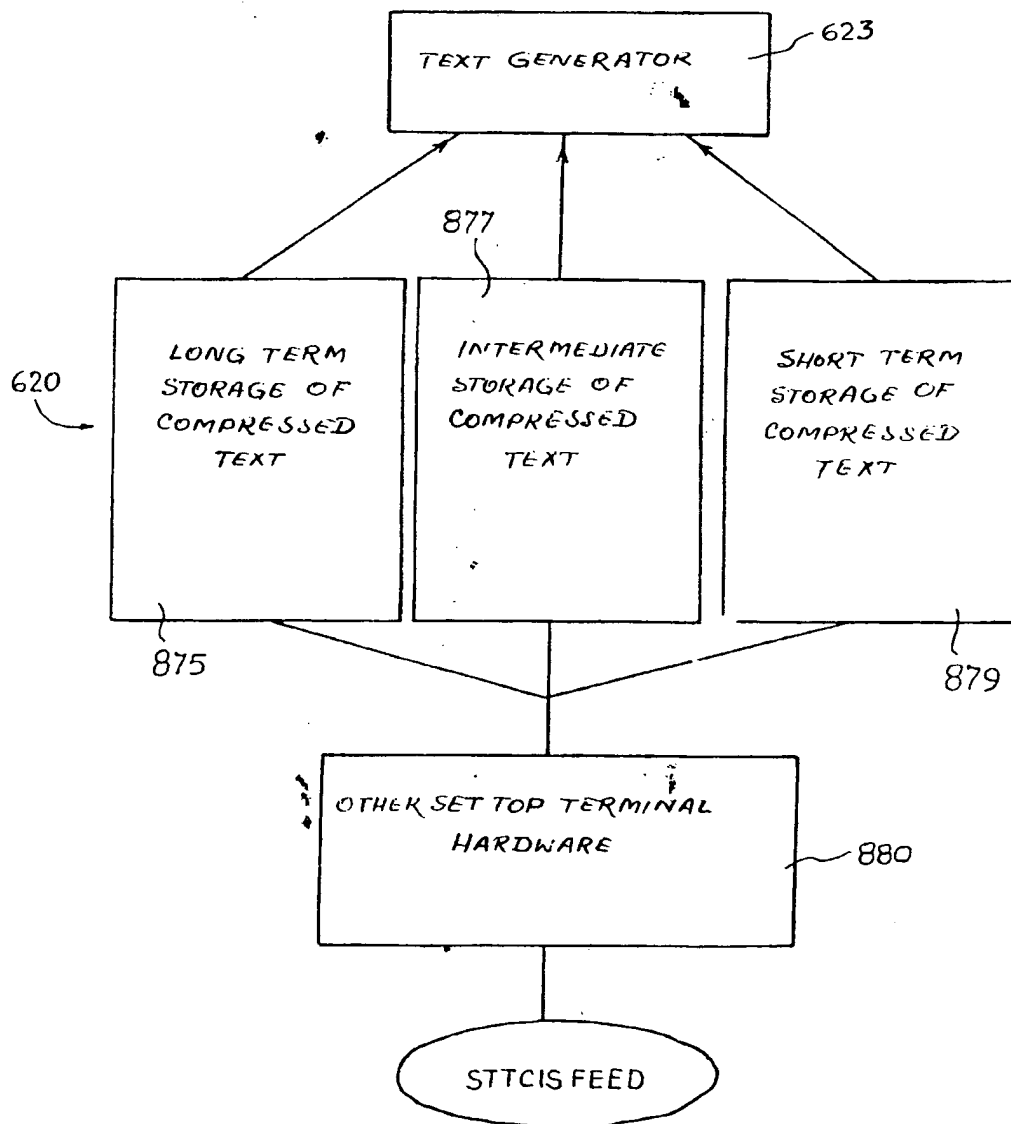 TEXT GENERATOR
623
877
620
LONG TERM
STORAGE OF
COMPRESSED
TEXT
INTERMEDIATE
STORAGE OF
COMPRESSED
TEXT
SHORT TERM
STORAGE OF
COMPRESSED
TEXT
875
879
OTHER SET TOP TERMINAL
HARDWARE
880
STTCIS FEED